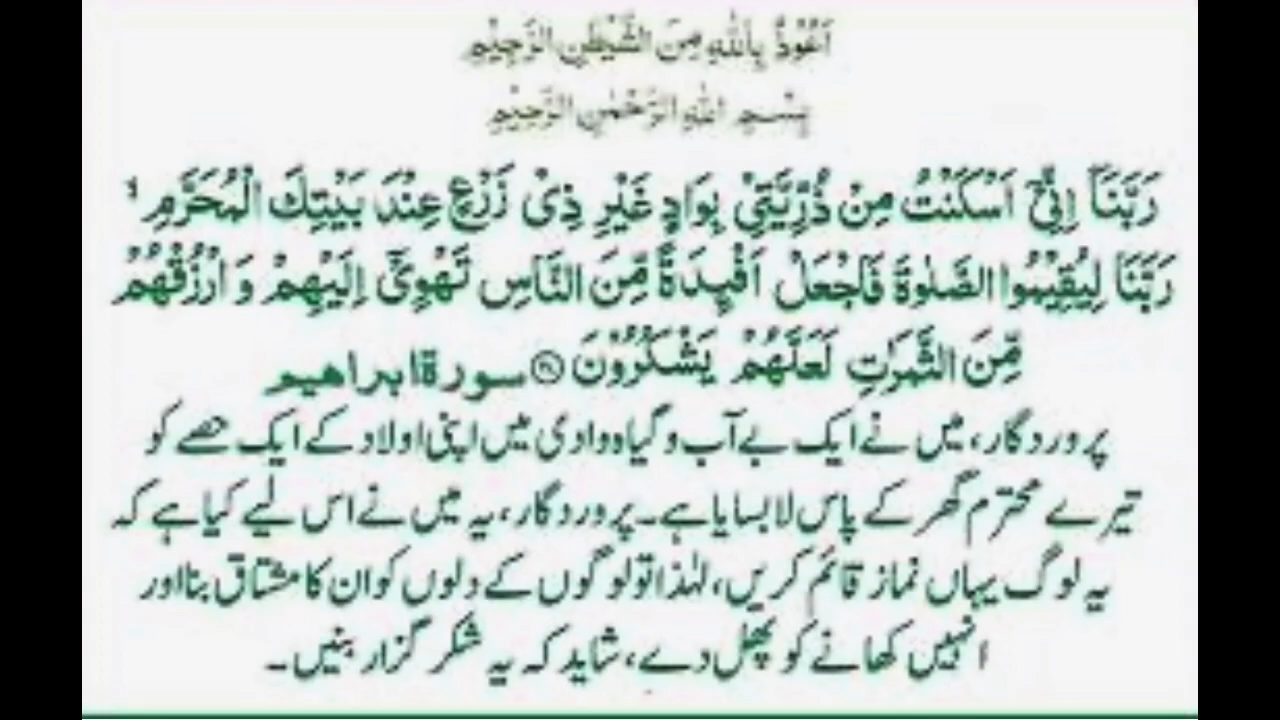 اَعُوْذُ بِاللّٰهِ مِنَ الشَّيْطٰنِ الرَّجِيْمِ
بِسْمِ اللّٰهِ الرَّحْمٰنِ الرَّحِيْمِ
رَبَّنَاۤ اِنِّیْۤ اَسْكَنْتُ مِنْ ذُرِّیَّتِیْ بِوَادٍ غَیْرِ ذِیْ زَرْعٍ عِنْدَ بَیْتِكَ الْمُحَرَّمِ ۙ
رَبَّنَا لِیُقِیْمُوا الصَّلٰوةَ فَاجْعَلْ اَفْىِٕدَةً مِّنَ النَّاسِ تَهْوِیْۤ اِلَیْهِمْ وَ ارْزُقْهُمْ
مِّنَ الثَّمَرٰتِ لَعَلَّهُمْ یَشْكُرُوْنَ سورة ابراهیم
پروردگار، میں نے ایک بے آب و گیاہ وادی میں اپنی اولاد کے ایک حصے کو
تیرے محترم گھر کے پاس لا بسایا ہے۔ پروردگار، یہ میں نے اس لیے کیا ہے کہ
یہ لوگ یہاں نماز قائم کریں، لہٰذا تو لوگوں کے دلوں کو ان کا مشتاق بنا اور
انہیں کھانے کو پھل دے، شاید کہ یہ شکر گزار بنیں۔